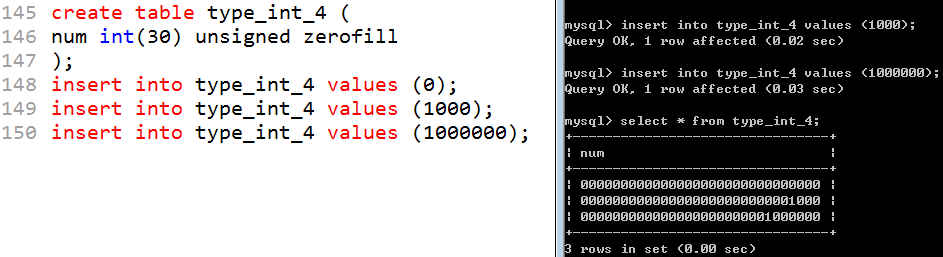 145 create table type_int_4 (
146 num int(30) unsigned zerofill
147 );
148 insert into type_int_4 values (0);
149 insert into type_int_4 values (1000);
150 insert into type_int_4 values (1000000);
mysql> insert into type_int_4 values (1000);
Query OK, 1 row affected (0.02 sec)
mysql> insert into type_int_4 values (1000000);
Query OK, 1 row affected (0.03 sec)
mysql> select * from type_int_4;
+--------------------------------+
| num                            |
+--------------------------------+
| 000000000000000000000000000000 |
| 000000000000000000000000001000 |
| 000000000000000000000001000000 |
+--------------------------------+
3 rows in set (0.00 sec)